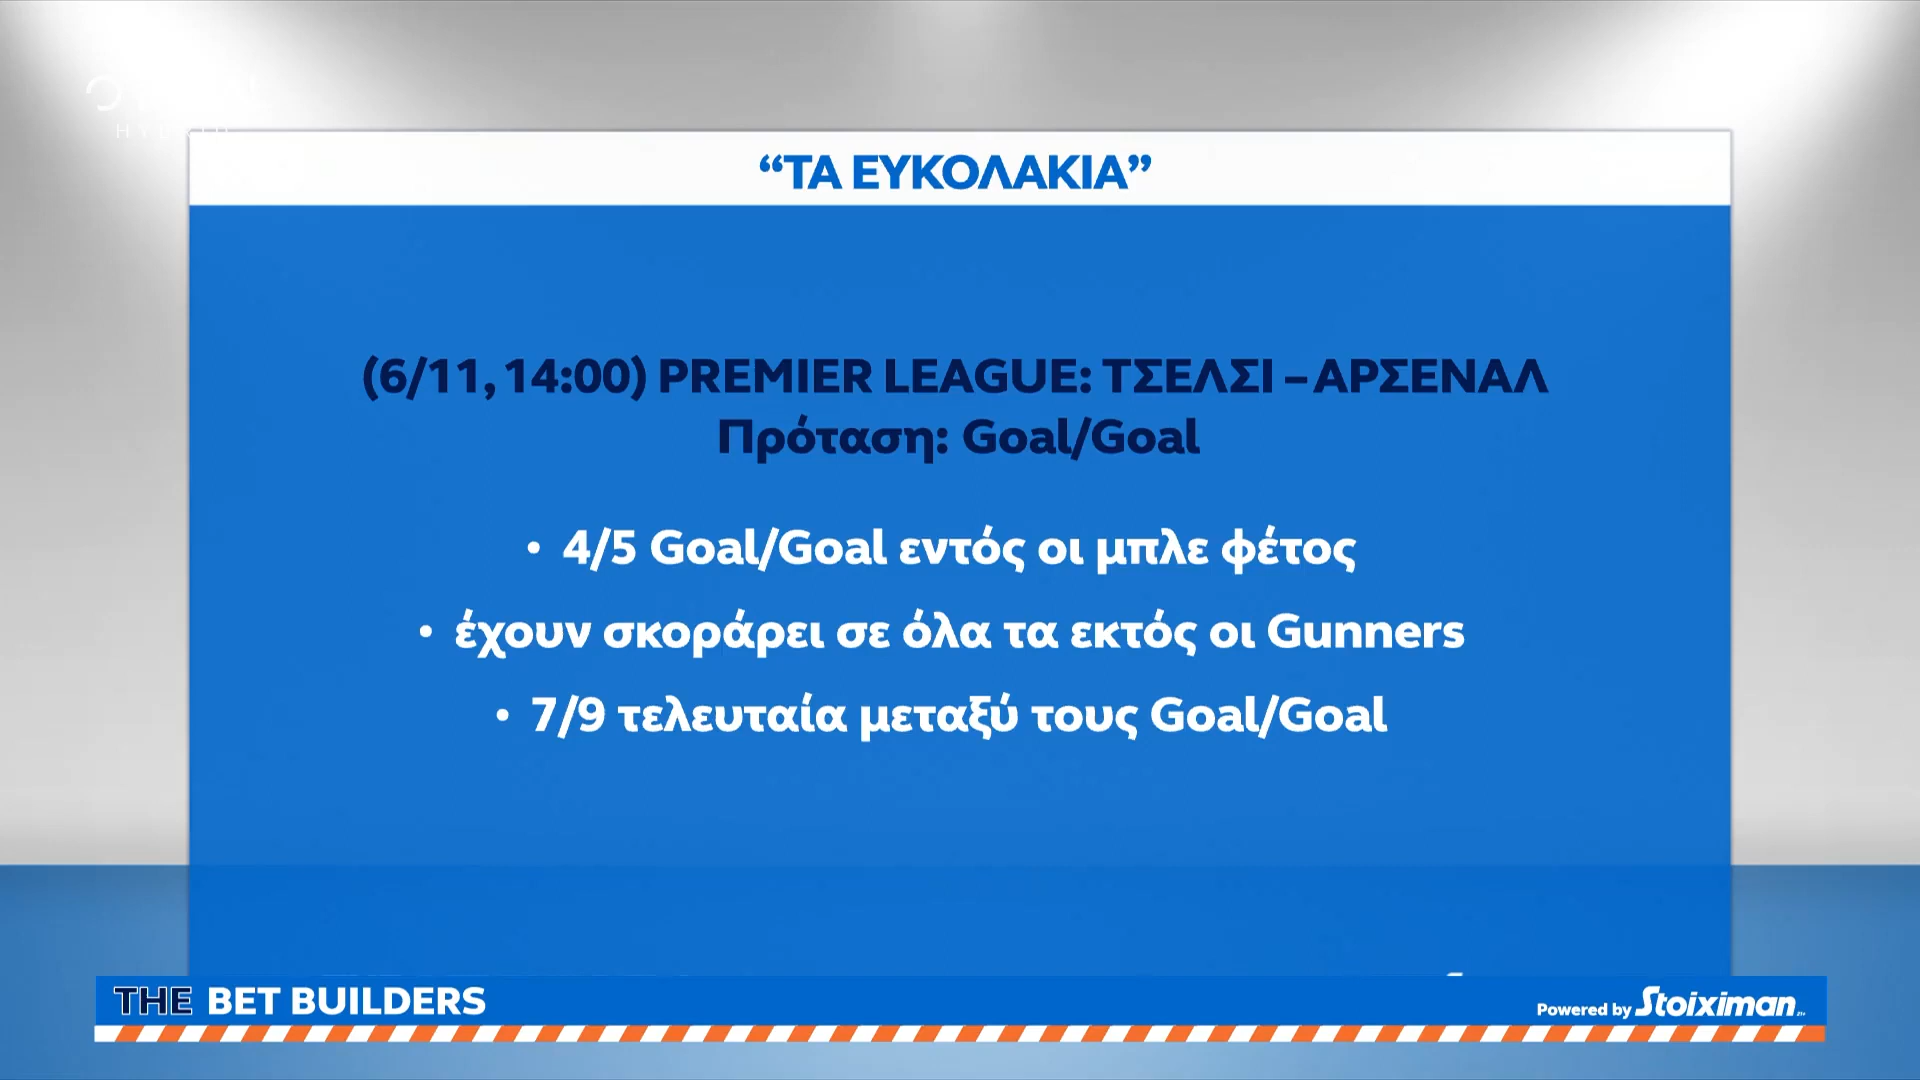 “ΤΑ ΕΥΚΟΛΑΚΙΑ”
(6/11, 14:00) PREMIER LEAGUE: ΤΣΕΛΣΙ – ΑΡΣΕΝΑΛ
Πρόταση: Goal/Goal
• 4/5 Goal/Goal εντός οι μπλε φέτος
• έχουν σκοράρει σε όλα τα εκτός οι Gunners
• 7/9 τελευταία μεταξύ τους Goal/Goal
THE BET BUILDERS
Powered by Stoiximan